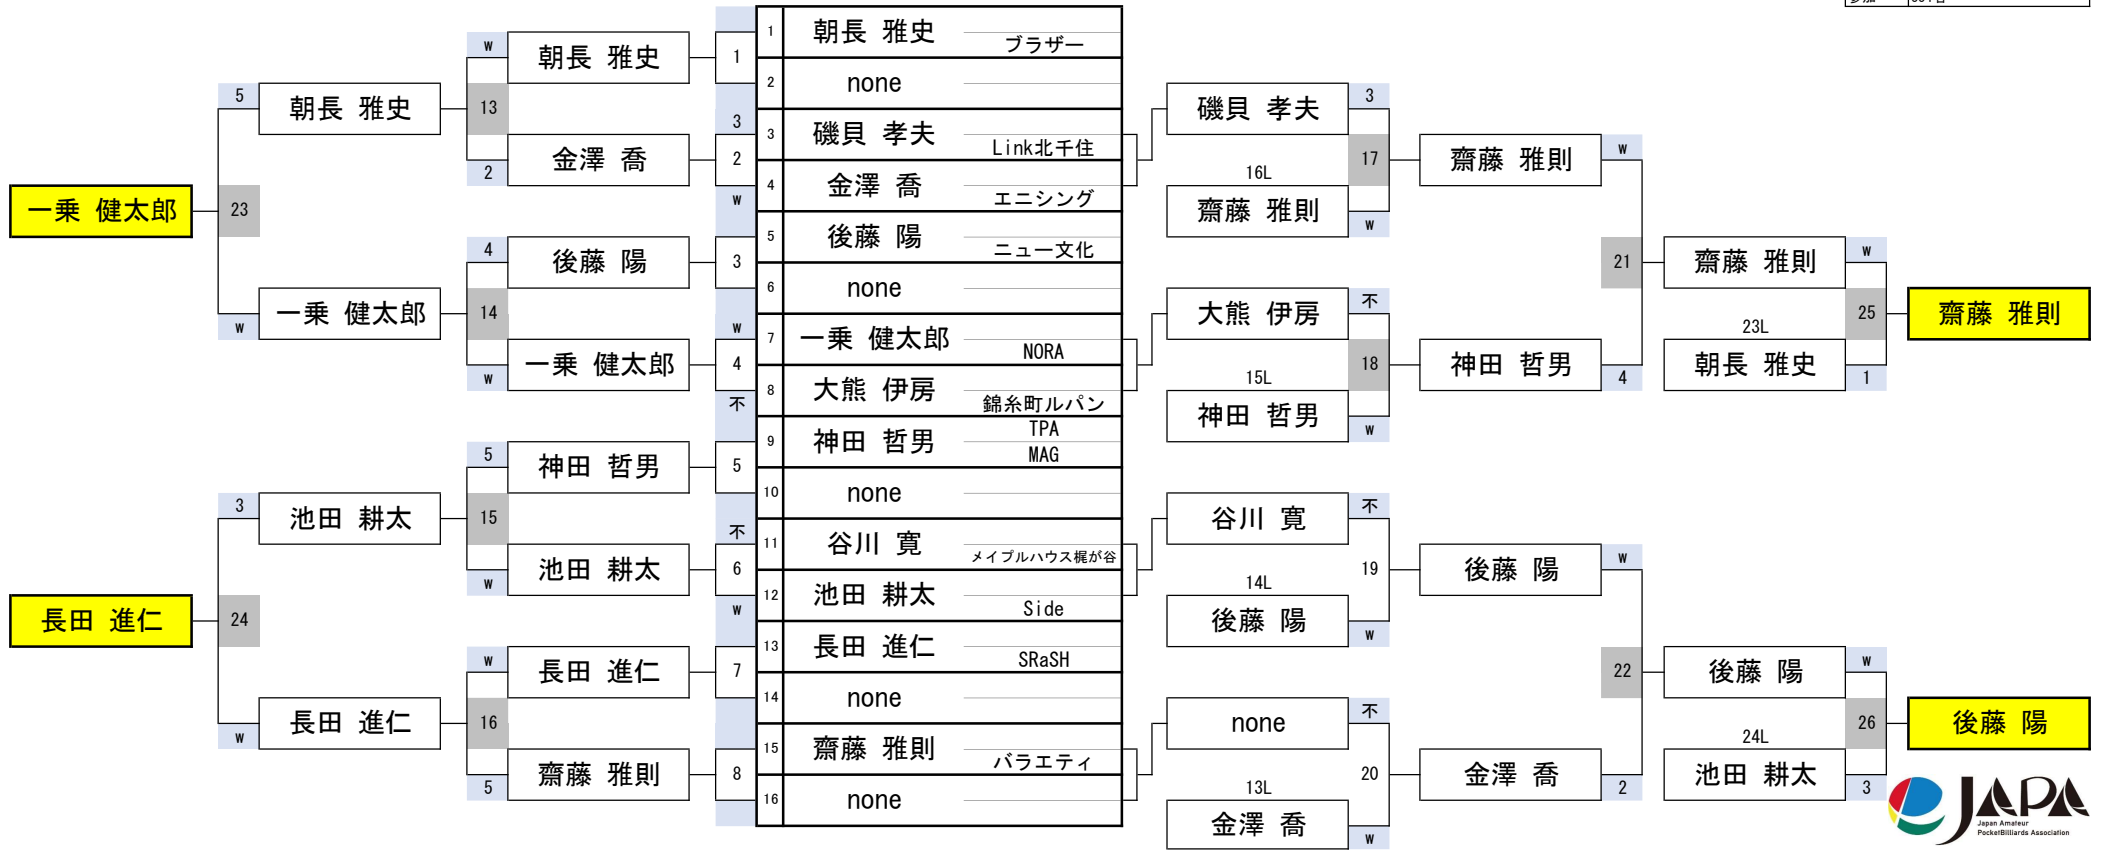 1 朝長 雅史 ブラザー
2 none
3 磯貝 孝夫 Link北千住
4 金澤 喬 エニシング
5 後藤 陽 ニュー文化
6 none
7 一乗 健太郎 NORA
8 大熊 伊房 錦糸町ルパン
9 神田 哲男 TPA
MAG
10 none
11 谷川 寛 メイプルハウス梶が谷
12 池田 耕太 Side
13 長田 進仁 SRaSH
14 none
15 齋藤 雅則 バラエティ
16 none
W 朝長 雅史 1
13
3
2 金澤 喬 2
W
4 後藤 陽 3
14
W
W 一乗 健太郎 4
不
5 神田 哲男 5
15
不
W 池田 耕太 6
W
W 長田 進仁 7
16
5 齋藤 雅則 8
5 朝長 雅史
23
W 一乗 健太郎
3 池田 耕太
24
W 長田 進仁
一乗 健太郎
長田 進仁
磯貝 孝夫 3
17
16L
齋藤 雅則 W
大熊 伊房 不
18
15L
神田 哲男 W
谷川 寛 不
19
14L
後藤 陽 W
none 不
20
13L
金澤 喬 W
齋藤 雅則 W
21
神田 哲男 4
後藤 陽 W
22
金澤 喬 2
齋藤 雅則 W
25
23L
朝長 雅史 1
後藤 陽 W
26
24L
池田 耕太 3
齋藤 雅則
後藤 陽
JAPA
Japan Amateur
PocketBilliards Association